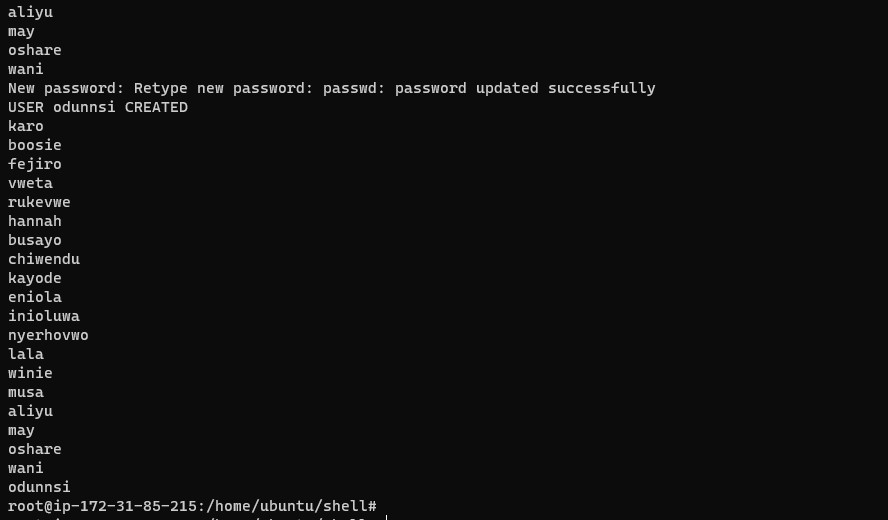 aliyu
may
oshare
wani
New password: Retype new password: passwd: password updated successfully
USER odunnsi CREATED
karo
boosie
fejiro
vweta
rukevwe
hannah
busayo
chiwendu
kayode
eniola
inioluwa
nyerhovwo
lala
winie
musa
aliyu
may
oshare
wani
odunnsi
root@ip-172-31-85-215:/home/ubuntu/shell#